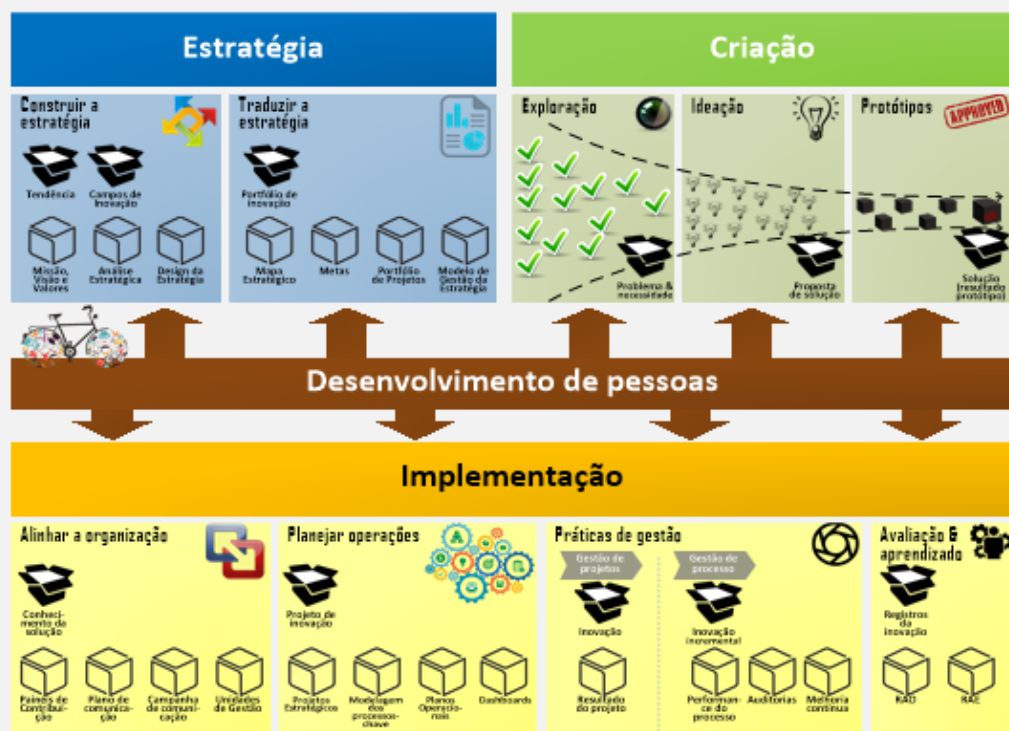 Estratégia
Criação
Construir a
estratégia
Tendência
Campos de
Inovação
Missão,
Visão e
Valores
Análise
Estratégica
Design da
Estratégia
Traduzir a
estratégia
Portfólio de
inovação
Mapa
Estratégico
Metas
Portfólio
de Projetos
Modelo de
Gestão da
Estratégia
Exploração
Problema &
necessidade
Ideação
Proposta
de solução
Protótipos
APPROVED
Solução
(resultado
protótipo)
Desenvolvimento de pessoas
Implementação
Alinhar a organização
Conheci-
mento da
solução
Painéis de
Contribui-
ção
Plano de
comunica-
ção
Campanha
de comuni-
cação
Unidades
de Gestão
Planejar operações
Projeto de
inovação
Projetos
Estratégicos
Modelagem
dos
processos-
chave
Planos
Operacio-
nais
Dashboards
Práticas de gestão
Gestão de
projetos
Inovação
Resultado
do projeto
Gestão de
processo
Inovação
incremental
Performan-
ce do
processo
Auditorias
Melhoria
contínua
Avaliação &
aprendizado
Registros
da
inovação
RAD
RAE